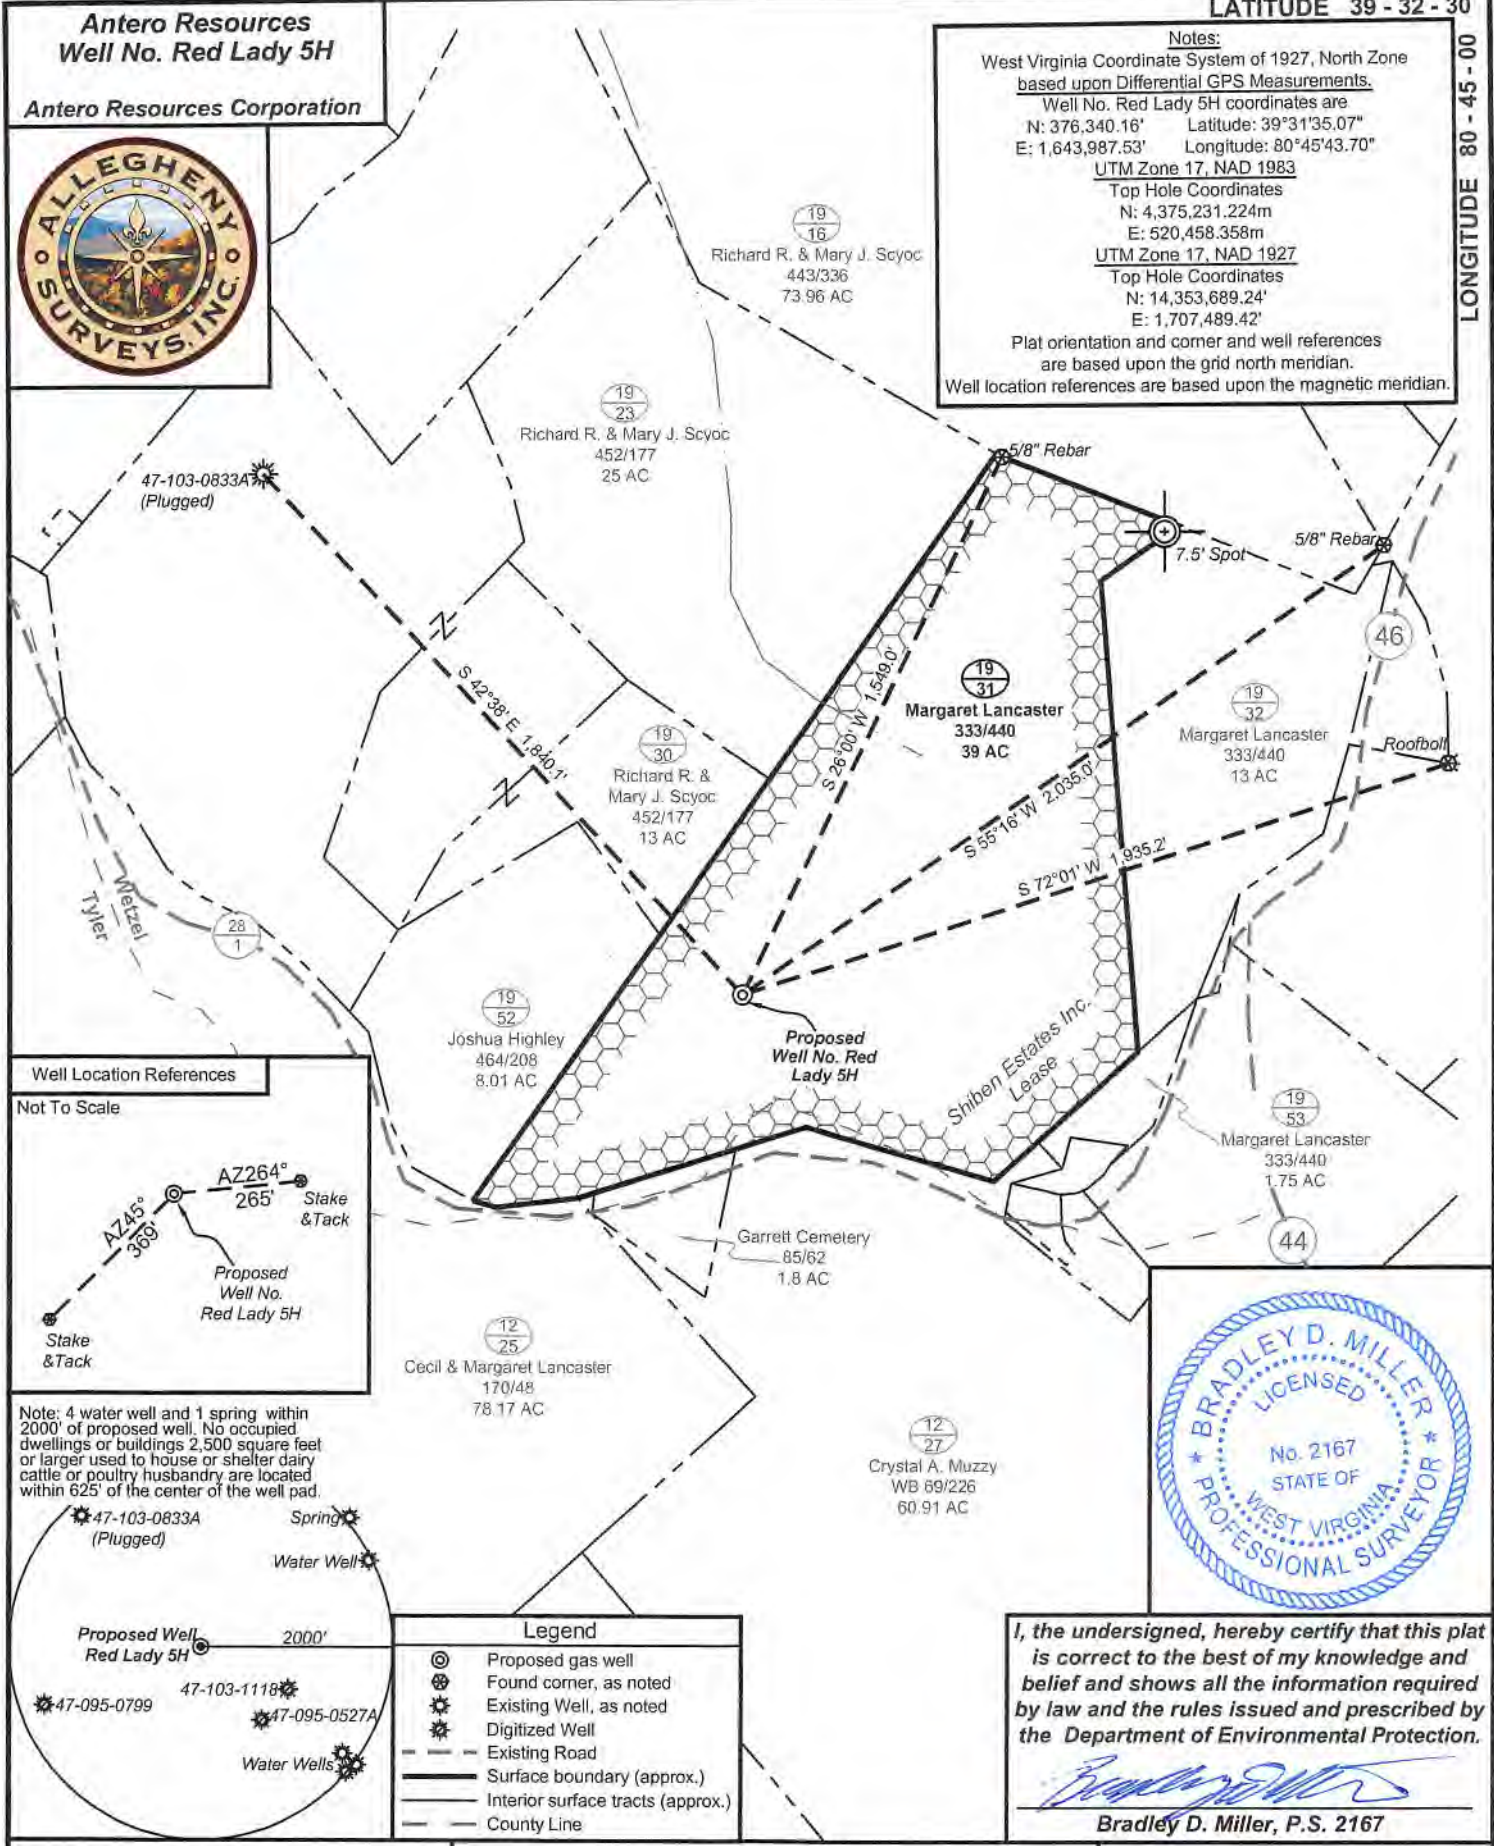 Antero Resources
Well No. Red Lady 5H
Antero Resources Corporation
ALLEGHENY
SURVEYS, INC.
LATITUDE 39 - 32 - 30
LONGITUDE 80 - 45 - 00
Notes:
West Virginia Coordinate System of 1927, North Zone
based upon Differential GPS Measurements.
Well No. Red Lady 5H coordinates are
N: 376,340.16' Latitude: 39°31'35.07"
E: 1,643,987.53' Longitude: 80°45'43.70"
UTM Zone 17, NAD 1983
Top Hole Coordinates
N: 4,375,231.224m
E: 520,458.358m
UTM Zone 17, NAD 1927
Top Hole Coordinates
N: 14,353,689.24'
E: 1,707,489.42'
Plat orientation and corner and well references
are based upon the grid north meridian.
Well location references are based upon the magnetic meridian.
19
16
Richard R. & Mary J. Scyoc
443/336
73.96 AC
19
23
Richard R. & Mary J. Scyoc
452/177
25 AC
47-103-0833A
(Plugged)
5/8" Rebar
7.5' Spot
5/8" Rebar
46
19
31
Margaret Lancaster
333/440
39 AC
19
32
Margaret Lancaster
333/440
13 AC
Roofbolt
S 42°38' E 1,840.1'
S 26°00' W 1,549.0'
S 55°16' W 2,035.0'
S 72°01' W 1,935.2'
19
30
Richard R. &
Mary J. Scyoc
452/177
13 AC
Wetzel
Tyler
28
1
19
52
Joshua Highley
464/208
8.01 AC
Proposed
Well No. Red
Lady 5H
Shiben Estates Inc.
Lease
19
53
Margaret Lancaster
333/440
1.75 AC
44
Well Location References
Not To Scale
AZ264°
265'
Stake
&Tack
AZ45°
369'
Proposed
Well No.
Red Lady 5H
Stake
&Tack
Garrett Cemetery
85/62
1.8 AC
12
25
Cecil & Margaret Lancaster
170/48
78.17 AC
12
27
Crystal A. Muzzy
WB 69/226
60.91 AC
BRADLEY D. MILLER
LICENSED
No. 2167
STATE OF
WEST VIRGINIA
PROFESSIONAL SURVEYOR
Note: 4 water well and 1 spring within
2000' of proposed well. No occupied
dwellings or buildings 2,500 square feet
or larger used to house or shelter dairy
cattle or poultry husbandry are located
within 625' of the center of the well pad.
47-103-0833A
(Plugged)
Spring
Water Well
Proposed Well
Red Lady 5H
2000'
47-103-1118
47-095-0799
47-095-0527A
Water Wells
Legend
Proposed gas well
Found corner, as noted
Existing Well, as noted
Digitized Well
Existing Road
Surface boundary (approx.)
Interior surface tracts (approx.)
County Line
I, the undersigned, hereby certify that this plat
is correct to the best of my knowledge and
belief and shows all the information required
by law and the rules issued and prescribed by
the Department of Environmental Protection.
Bradley D. Miller, P.S. 2167